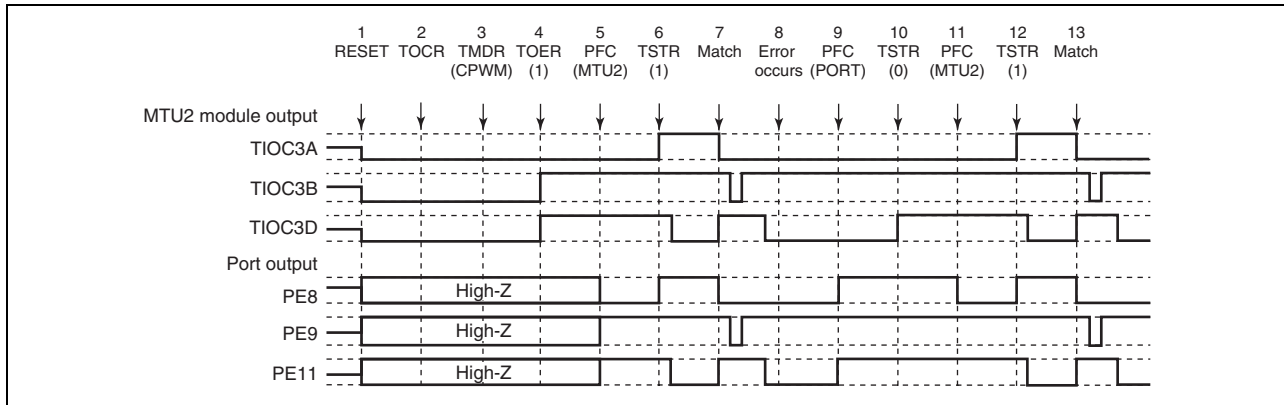 1 2 3 4 5 6 7 8 9 10 11 12 13
RESET TOCR TMDR TOER PFC TSTR Match Error PFC TSTR PFC TSTR Match
(CPWM) (1) (MTU2) (1) occurs (PORT) (0) (MTU2) (1)
MTU2 module output
TIOC3A
TIOC3B
TIOC3D
Port output
PE8 High-Z
PE9 High-Z
PE11 High-Z